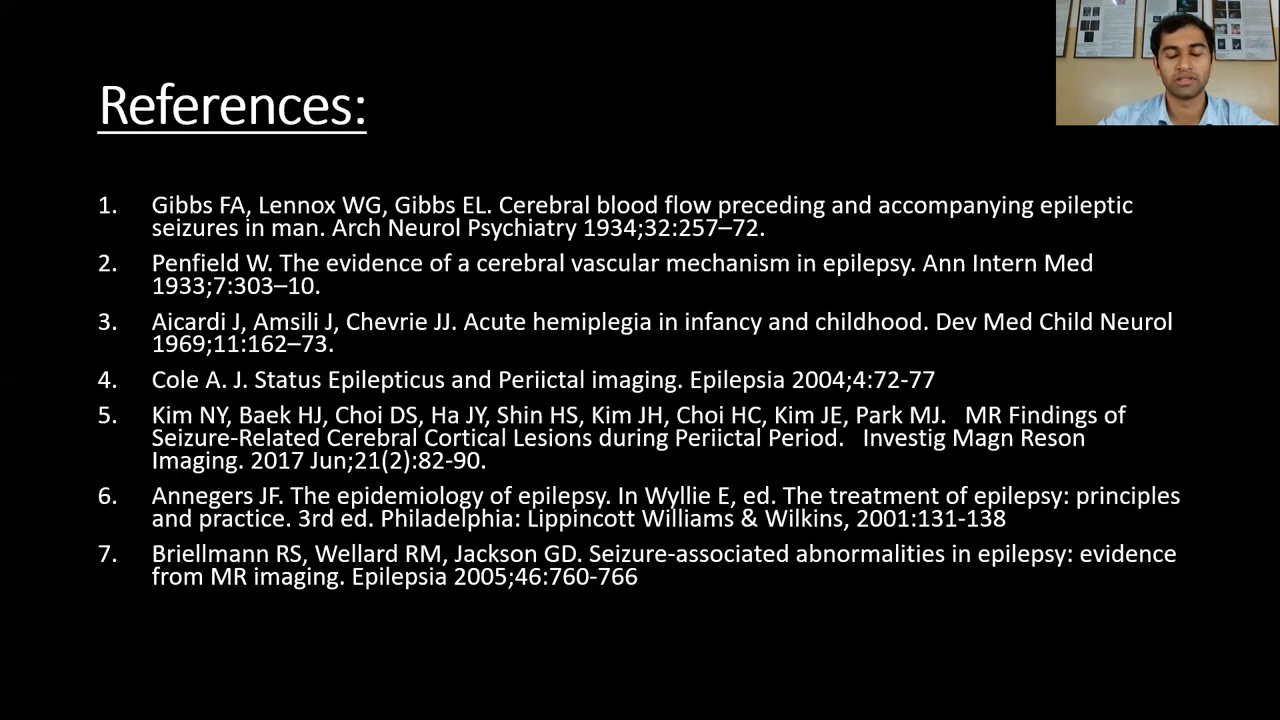 References:
1. Gibbs FA, Lennox WG, Gibbs EL. Cerebral blood flow preceding and accompanying epileptic
seizures in man. Arch Neurol Psychiatry 1934;32:257–72.
2. Penfield W. The evidence of a cerebral vascular mechanism in epilepsy. Ann Intern Med
1933;7:303–10.
3. Aicardi J, Amsili J, Chevrie JJ. Acute hemiplegia in infancy and childhood. Dev Med Child Neurol
1969;11:162–73.
4. Cole A. J. Status Epilepticus and Periictal imaging. Epilepsia 2004;4:72-77
5. Kim NY, Baek HJ, Choi DS, Ha JY, Shin HS, Kim JH, Choi HC, Kim JE, Park MJ. MR Findings of
Seizure-Related Cerebral Cortical Lesions during Periictal Period. Investig Magn Reson
Imaging. 2017 Jun;21(2):82-90.
6. Annegers JF. The epidemiology of epilepsy. In Wyllie E, ed. The treatment of epilepsy: principles
and practice. 3rd ed. Philadelphia: Lippincott Williams & Wilkins, 2001:131-138
7. Briellmann RS, Wellard RM, Jackson GD. Seizure-associated abnormalities in epilepsy: evidence
from MR imaging. Epilepsia 2005;46:760-766